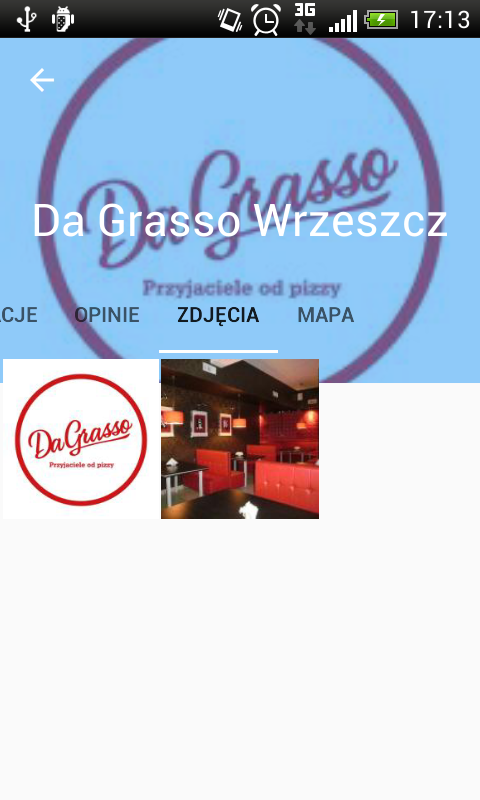 3G
17:13
Da Grasso
Da Grasso Wrzeszcz
Przyjaciele od pizzy
CJE OPINIE ZDJĘCIA MAPA
Da Grasso
Przyjaciele od pizzy